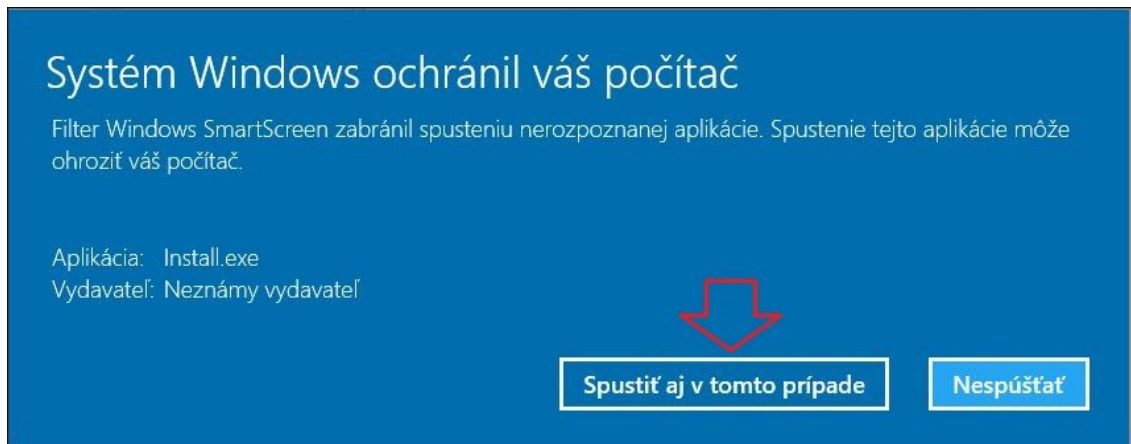 Systém Windows ochránil váš počítač
Filter Windows SmartScreen zabránil spusteniu nerozpoznanej aplikácie. Spustenie tejto aplikácie môže
ohroziť váš počítač.
Aplikácia: Install.exe
Vydavateľ: Neznámy vydavateľ
Spustiť aj v tomto prípade Nespúšťať